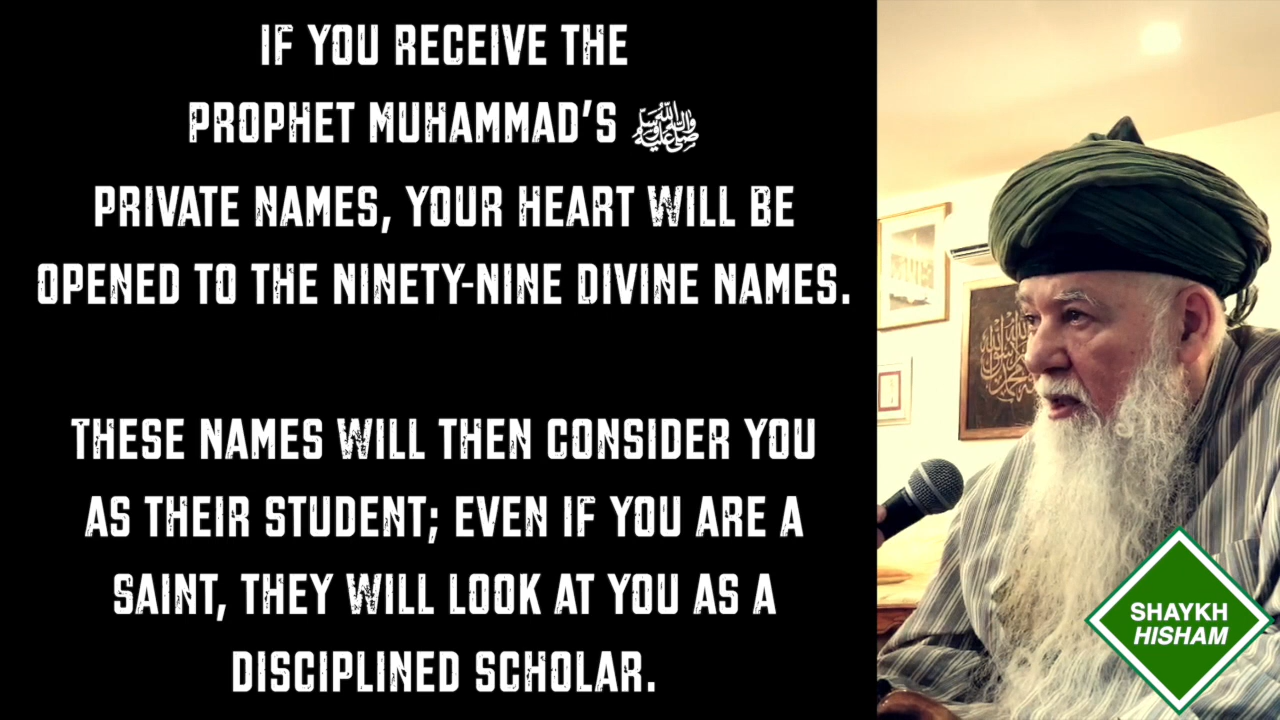 IF YOU RECEIVE THE
PROPHET MUHAMMAD'S ﷺ
PRIVATE NAMES, YOUR HEART WILL BE
OPENED TO THE NINETY-NINE DIVINE NAMES.
THESE NAMES WILL THEN CONSIDER YOU
AS THEIR STUDENT; EVEN IF YOU ARE A
SAINT, THEY WILL LOOK AT YOU AS A
DISCIPLINED SCHOLAR.
SHAYKH
HISHAM